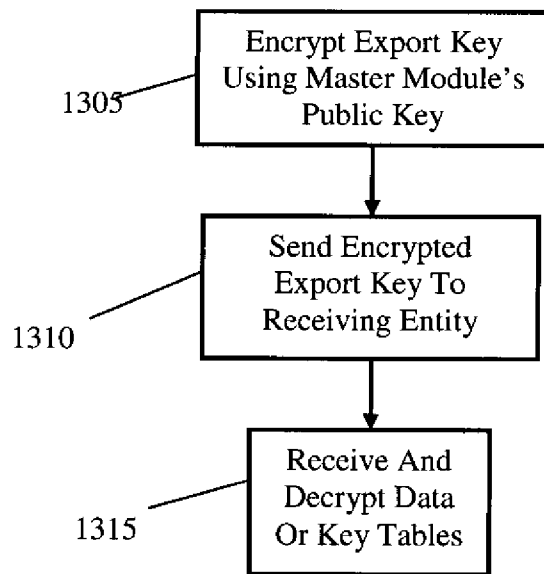 Encrypt Export Key
Using Master Module's
Public Key
1305
Send Encrypted
Export Key To
Receiving Entity
1310
Receive And
Decrypt Data
Or Key Tables
1315